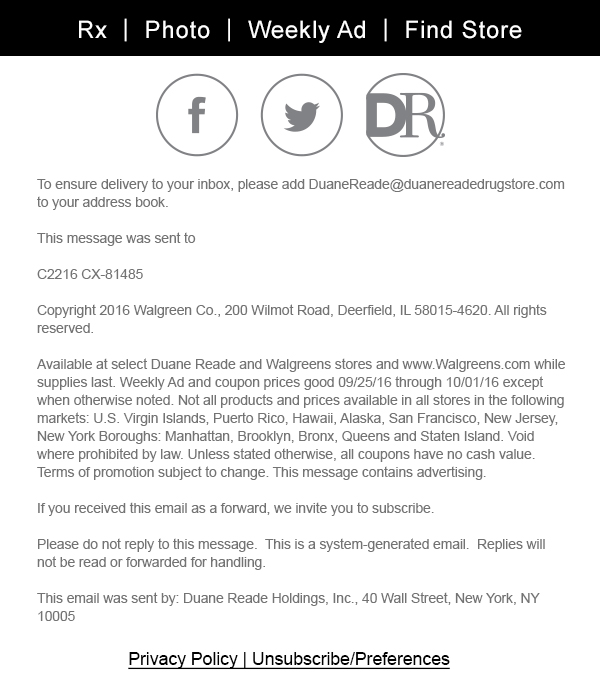 Rx | Photo | Weekly Ad | Find Store
f
DR
To ensure delivery to your inbox, please add DuaneReade@duanereadedrugstore.com
to your address book.
This message was sent to
C2216 CX-81485
Copyright 2016 Walgreen Co., 200 Wilmot Road, Deerfield, IL 58015-4620. All rights
reserved.
Available at select Duane Reade and Walgreens stores and www.Walgreens.com while
supplies last. Weekly Ad and coupon prices good 09/25/16 through 10/01/16 except
when otherwise noted. Not all products and prices available in all stores in the following
markets: U.S. Virgin Islands, Puerto Rico, Hawaii, Alaska, San Francisco, New Jersey,
New York Boroughs: Manhattan, Brooklyn, Bronx, Queens and Staten Island. Void
where prohibited by law. Unless stated otherwise, all coupons have no cash value.
Terms of promotion subject to change. This message contains advertising.
If you received this email as a forward, we invite you to subscribe.
Please do not reply to this message.  This is a system-generated email.  Replies will
not be read or forwarded for handling.
This email was sent by: Duane Reade Holdings, Inc., 40 Wall Street, New York, NY
10005
Privacy Policy | Unsubscribe/Preferences